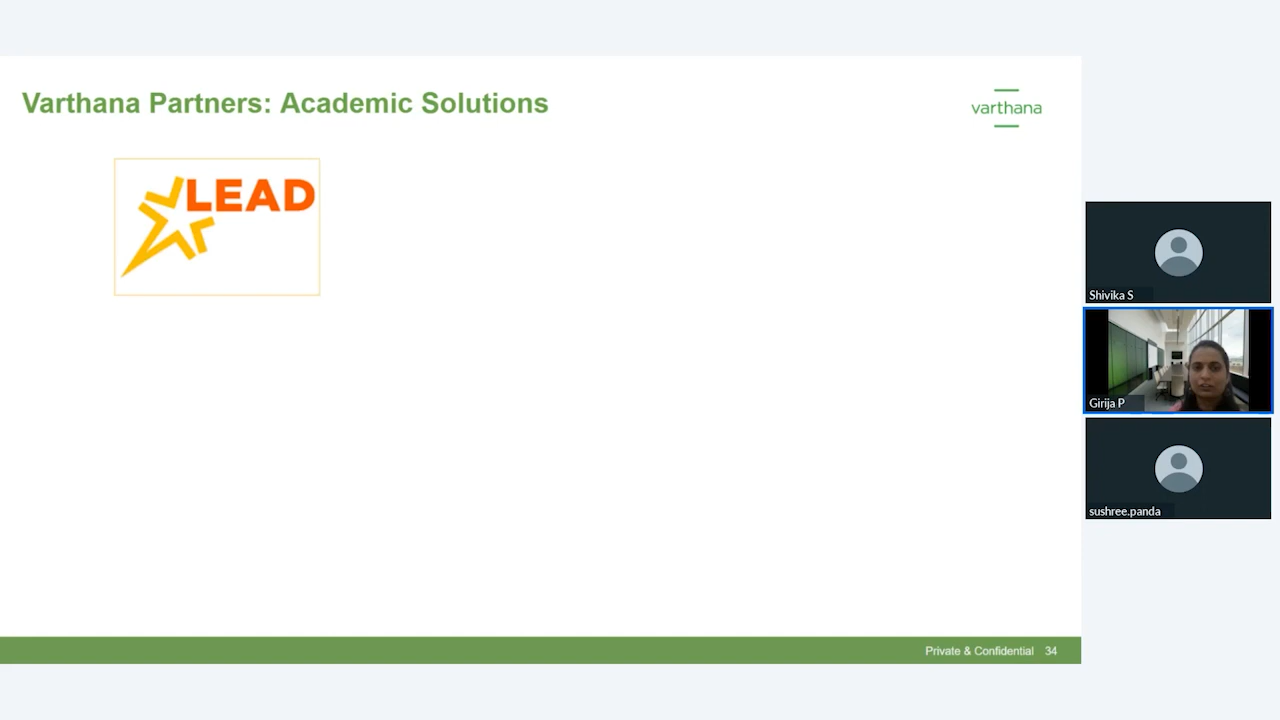 Varthana Partners: Academic Solutions
varthana
LEAD
Shivika S
Girija P
sushree.panda
Private & Confidential 34